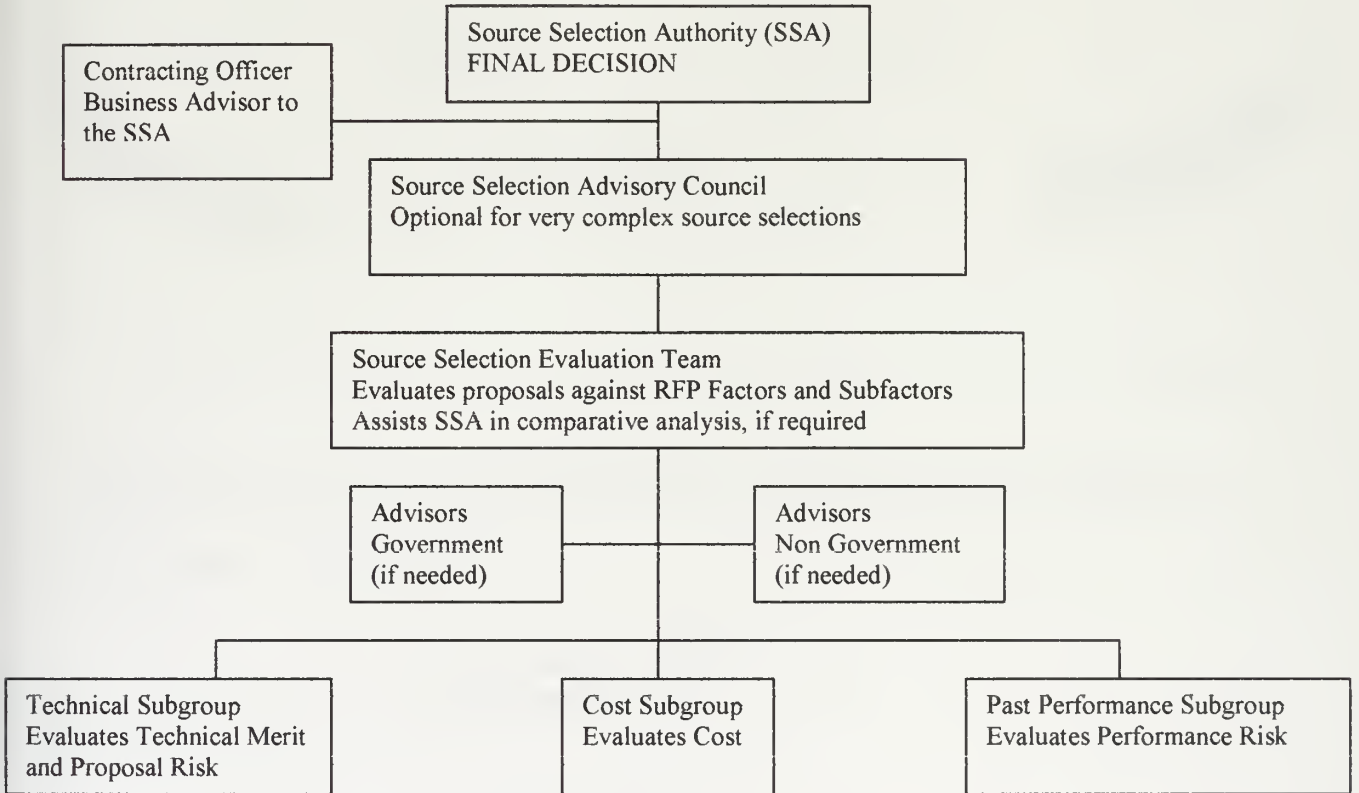 Source Selection Authority (SSA)
FINAL DECISION
Contracting Officer
Business Advisor to
the SSA
Source Selection Advisory Council
Optional for very complex source selections
Source Selection Evaluation Team
Evaluates proposals against RFP Factors and Subfactors
Assists SSA in comparative analysis, if required
Advisors
Government
(if needed)
Advisors
Non Government
(if needed)
Technical Subgroup
Evaluates Technical Merit
and Proposal Risk
Cost Subgroup
Evaluates Cost
Past Performance Subgroup
Evaluates Performance Risk